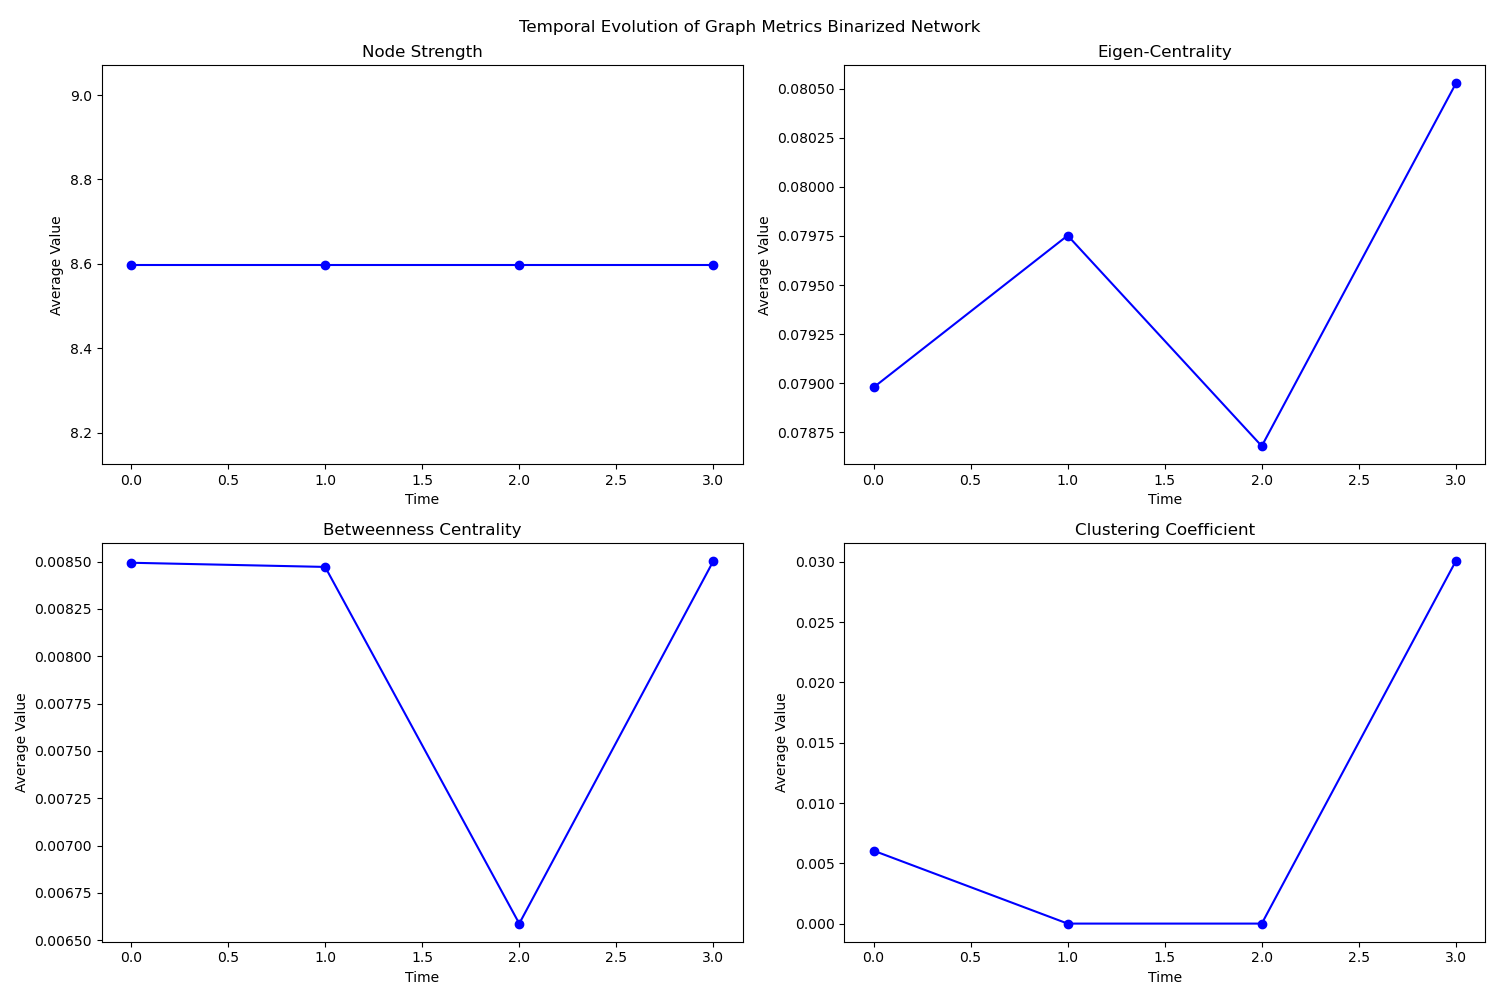 Temporal Evolution of Graph Metrics Binarized Network
Node Strength
9.0
8.8
8.6
8.4
8.2
Average Value
0.0 0.5 1.0 1.5 2.0 2.5 3.0
Time
Eigen-Centrality
0.08050
0.08025
0.08000
0.07975
0.07950
0.07925
0.07900
0.07875
Average Value
0.0 0.5 1.0 1.5 2.0 2.5 3.0
Time
Betweenness Centrality
0.00850
0.00825
0.00800
0.00775
0.00750
0.00725
0.00700
0.00675
0.00650
Average Value
0.0 0.5 1.0 1.5 2.0 2.5 3.0
Time
Clustering Coefficient
0.030
0.025
0.020
0.015
0.010
0.005
0.000
Average Value
0.0 0.5 1.0 1.5 2.0 2.5 3.0
Time